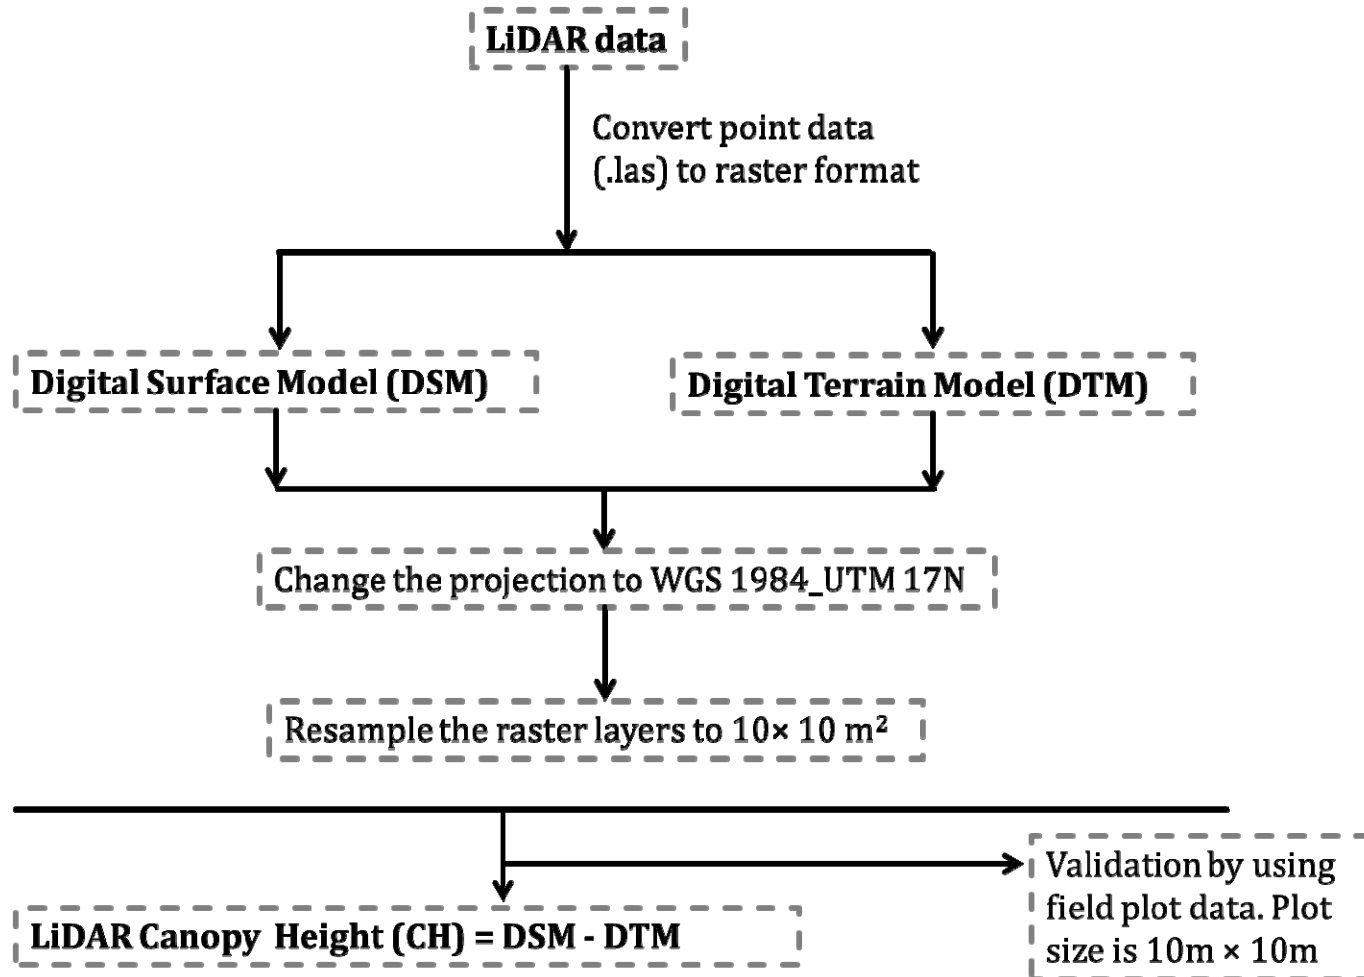 LiDAR data
Convert point data
(.las) to raster format
Digital Surface Model (DSM)
Digital Terrain Model (DTM)
Change the projection to WGS 1984_UTM 17N
Resample the raster layers to 10× 10 m²
Validation by using
field plot data. Plot
size is 10m × 10m
LiDAR Canopy Height (CH) = DSM - DTM